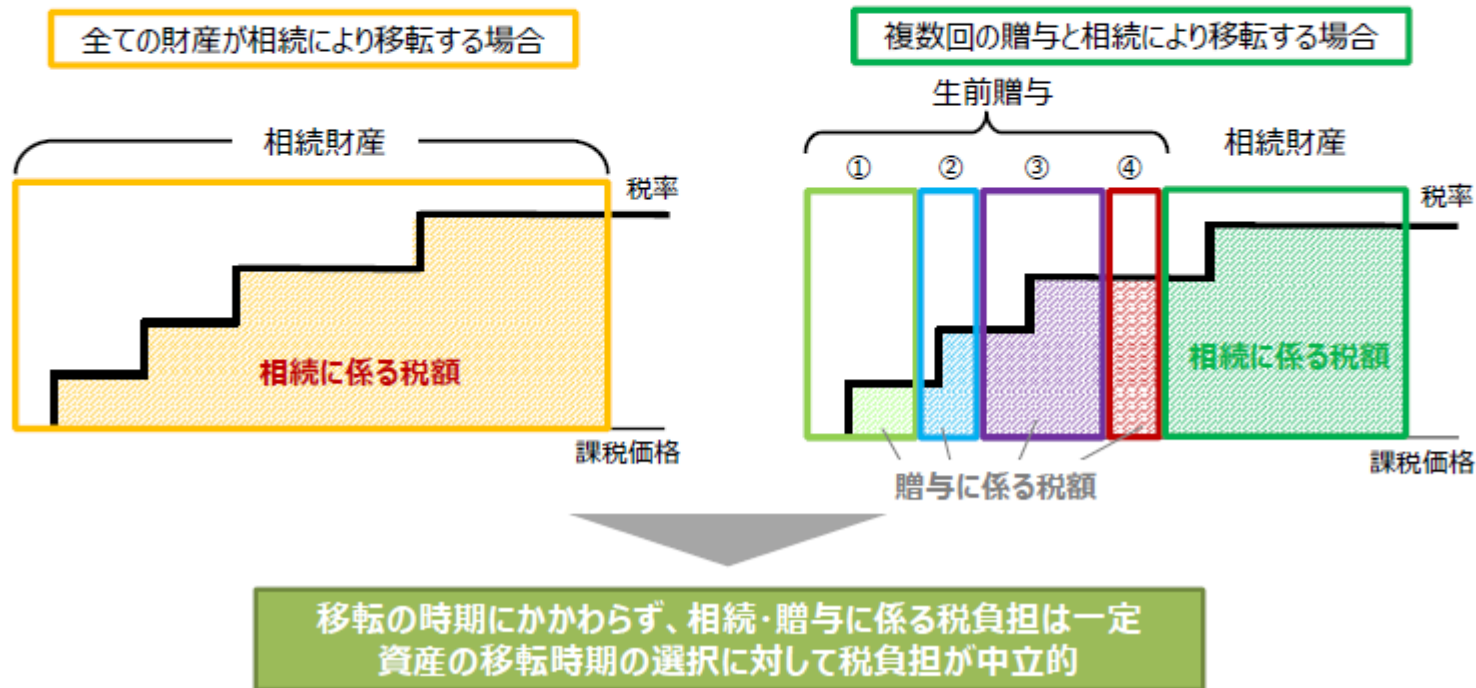 全ての財産が相続により移転する場合
相続財産
税率
相続に係る税額
課税価格
複数回の贈与と相続により移転する場合
生前贈与
相続財産
① ② ③ ④
税率
相続に係る税額
課税価格
贈与に係る税額
移転の時期にかかわらず、相続・贈与に係る税負担は一定
資産の移転時期の選択に対して税負担が中立的